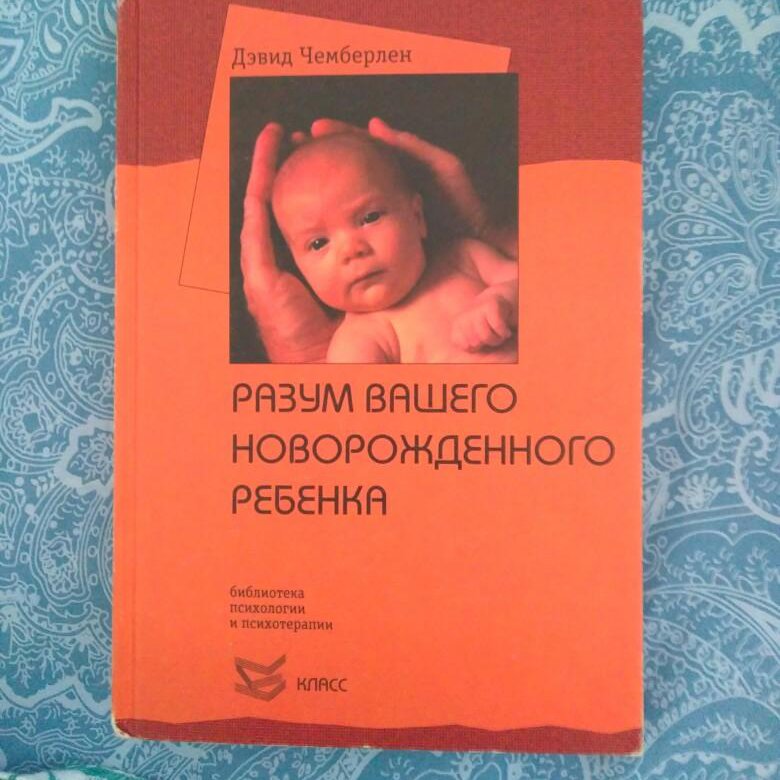 Дэвид Чемберлен
РАЗУМ ВАШЕГО
НОВОРОЖДЕННОГО
РЕБЕНКА
библиотека
психологии
и психотерапии
КЛАСС